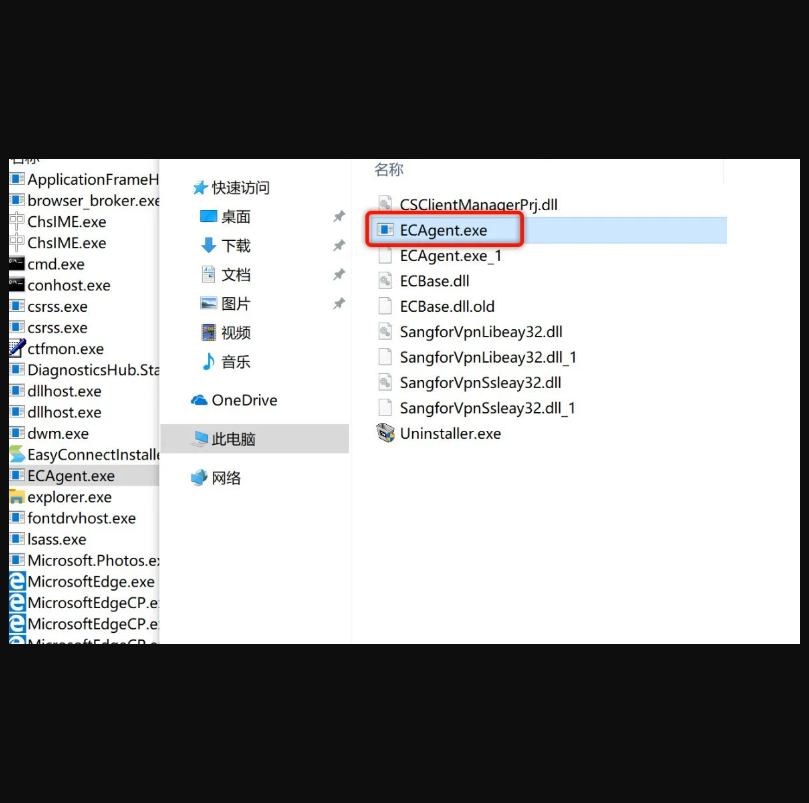 名称
ApplicationFrameH
browser_broker.exe
ChsIME.exe
ChsIME.exe
cmd.exe
conhost.exe
csrss.exe
csrss.exe
ctfmon.exe
DiagnosticsHub.Sta
dllhost.exe
dllhost.exe
dwm.exe
EasyConnectInstalle
ECAgent.exe
explorer.exe
fontdrvhost.exe
lsass.exe
Microsoft.Photos.ex
MicrosoftEdge.exe
MicrosoftEdgeCP.e
MicrosoftEdgeCP.e
MicrosoftEdgeCP.e
快速访问
桌面
下载
文档
图片
视频
音乐
OneDrive
此电脑
网络
名称
CSClientManagerPrj.dll
ECAgent.exe
ECAgent.exe_1
ECBase.dll
ECBase.dll.old
SangforVpnLibeay32.dll
SangforVpnLibeay32.dll_1
SangforVpnSsleay32.dll
SangforVpnSsleay32.dll_1
Uninstaller.exe